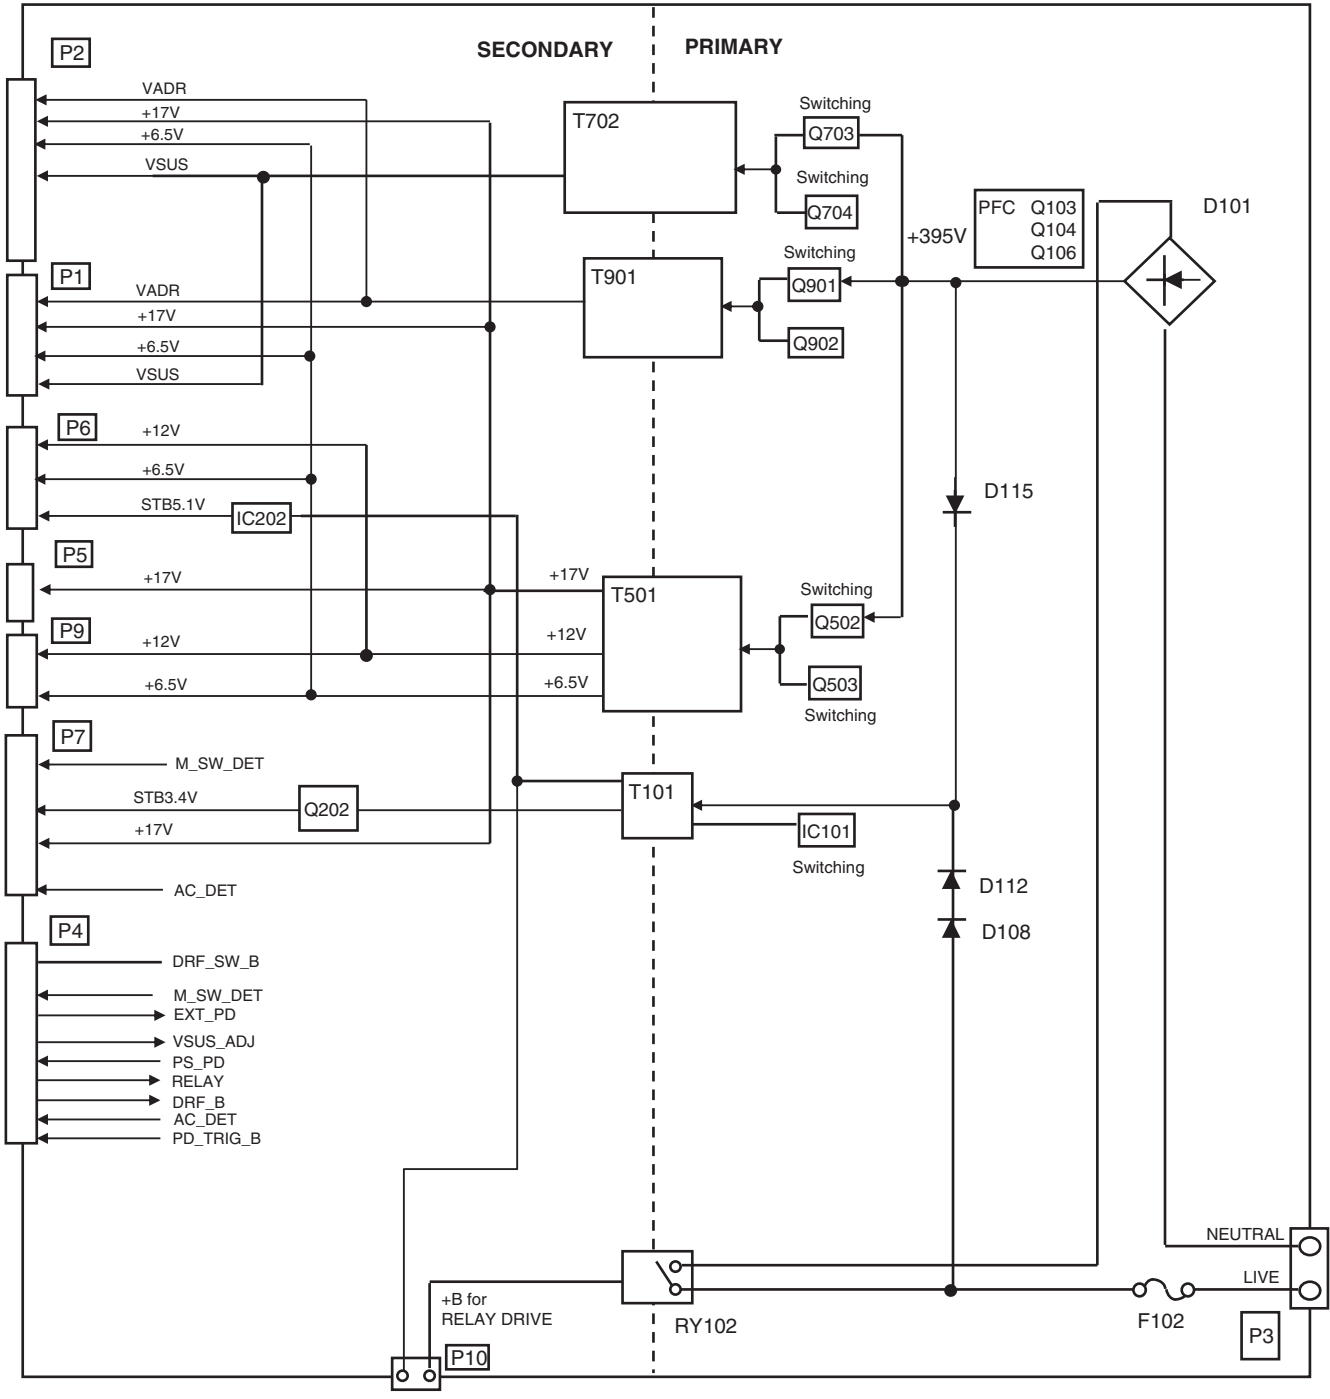 P2
SECONDARY
PRIMARY
VADR
+17V
+6.5V
VSUS
T702
Switching
Q703
Switching
Q704
+395V
PFC Q103
Q104
Q106
D101
P1
VADR
+17V
+6.5V
VSUS
T901
Switching
Q901
Q902
P6
+12V
+6.5V
STB5.1V
IC202
D115
P5
+17V
+17V
T501
Switching
Q502
P9
+12V
+12V
+6.5V
+6.5V
Q503
Switching
P7
M_SW_DET
STB3.4V
Q202
T101
+17V
IC101
Switching
AC_DET
D112
D108
P4
DRF_SW_B
M_SW_DET
EXT_PD
VSUS_ADJ
PS_PD
RELAY
DRF_B
AC_DET
PD_TRIG_B
NEUTRAL
LIVE
+B for
RELAY DRIVE
RY102
F102
P3
P10